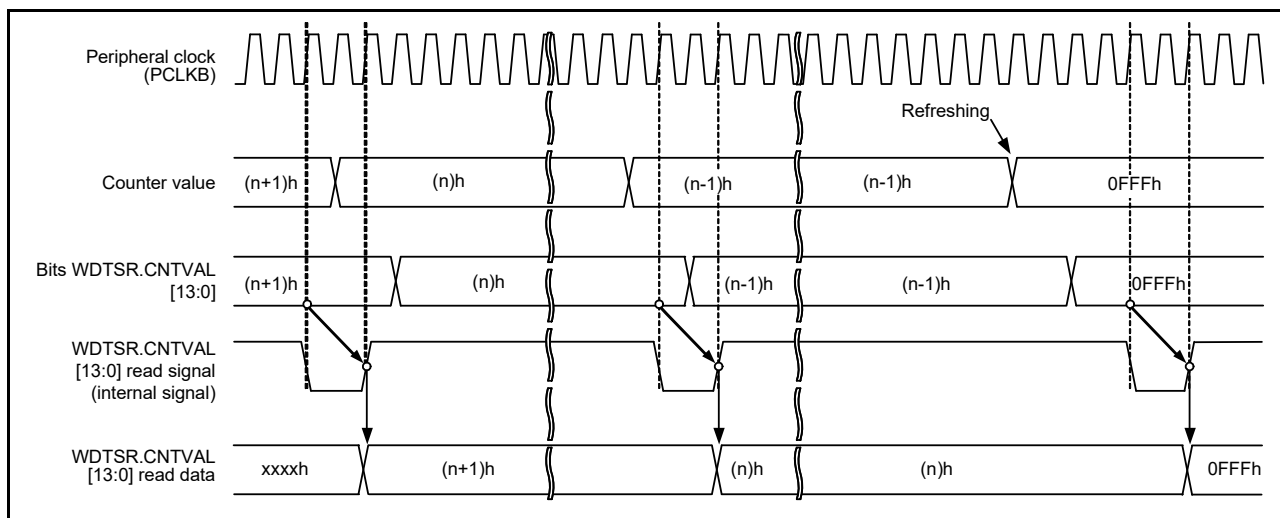 Peripheral clock
(PCLKB)
Refreshing
Counter value
(n+1)h
(n)h
(n-1)h
(n-1)h
0FFFh
Bits WDTSR.CNTVAL
[13:0]
(n+1)h
(n)h
(n-1)h
(n-1)h
0FFFh
WDTSR.CNTVAL
[13:0] read signal
(internal signal)
WDTSR.CNTVAL
[13:0] read data
xxxxh
(n+1)h
(n)h
(n)h
0FFFh